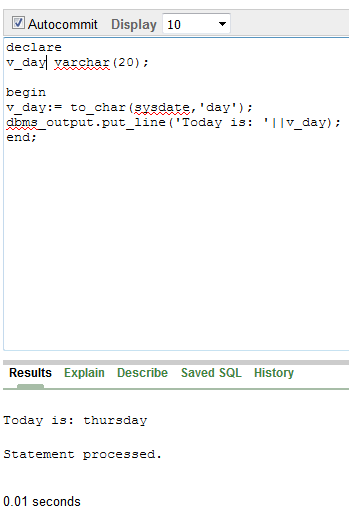 Autocommit Display 10
declare
v_day varchar(20);
begin
v_day:= to_char(sysdate,'day');
dbms_output.put_line('Today is: '||v_day);
end;
Results Explain Describe Saved SQL History
Today is: thursday
Statement processed.
0.01 seconds